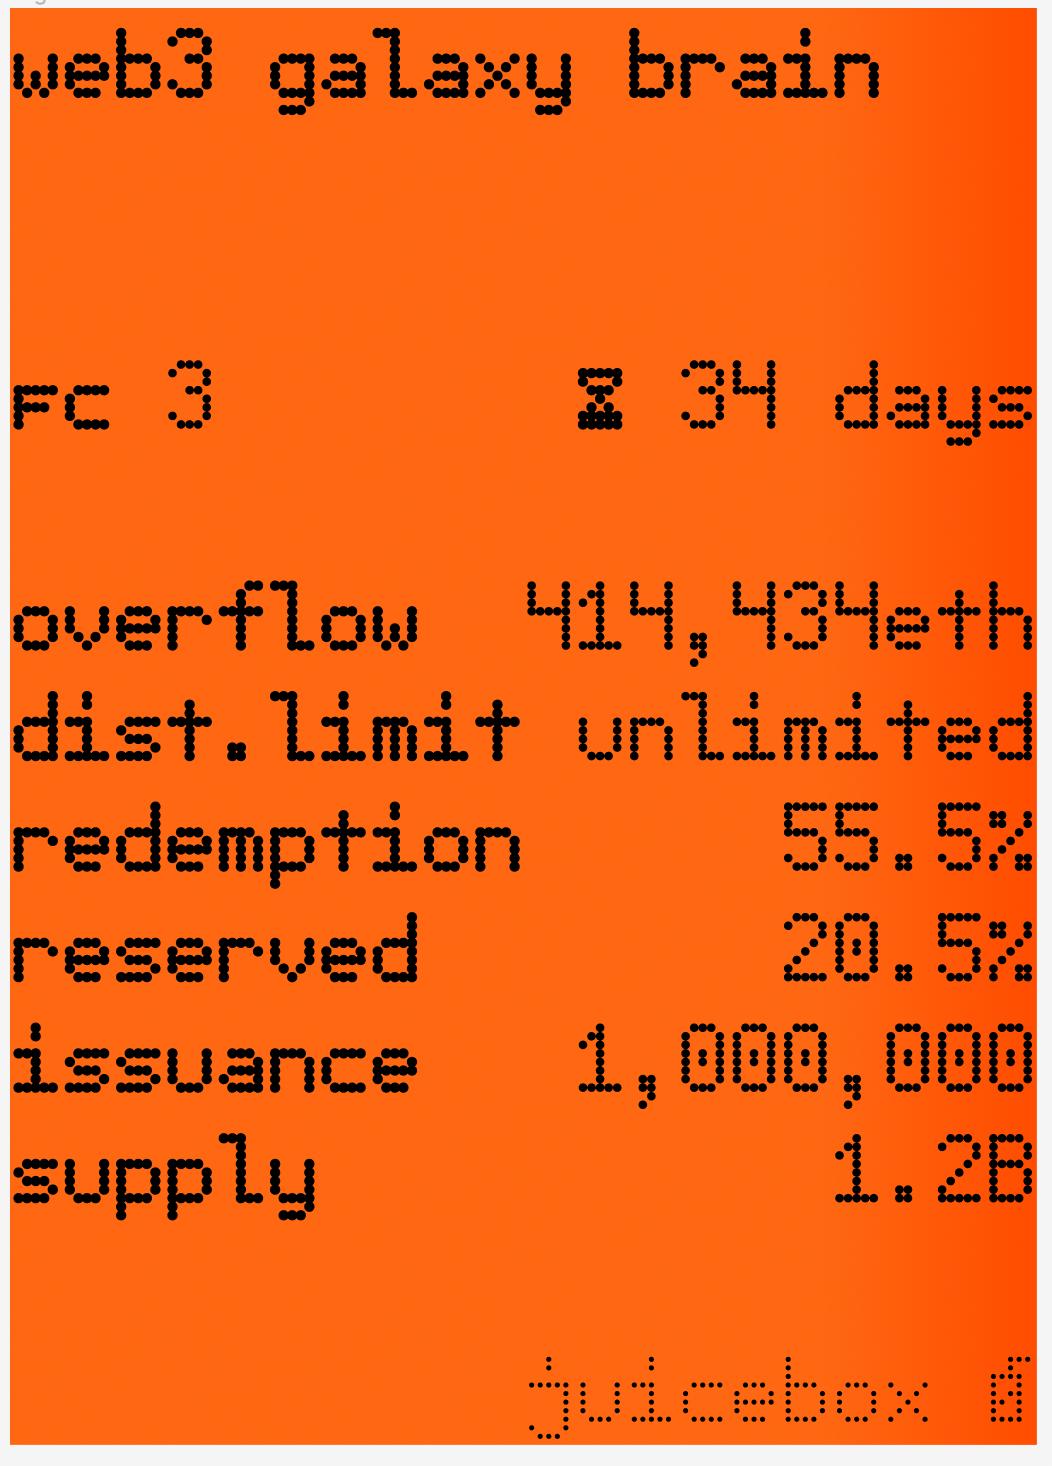 web3 galaxy brain
FC 3 ⧗ 34 days
overflow 414,434eth
dist.limit unlimited
redemption 55.5%
reserved 20.5%
issuance 1,000,000
supply 1.2B
juicebox